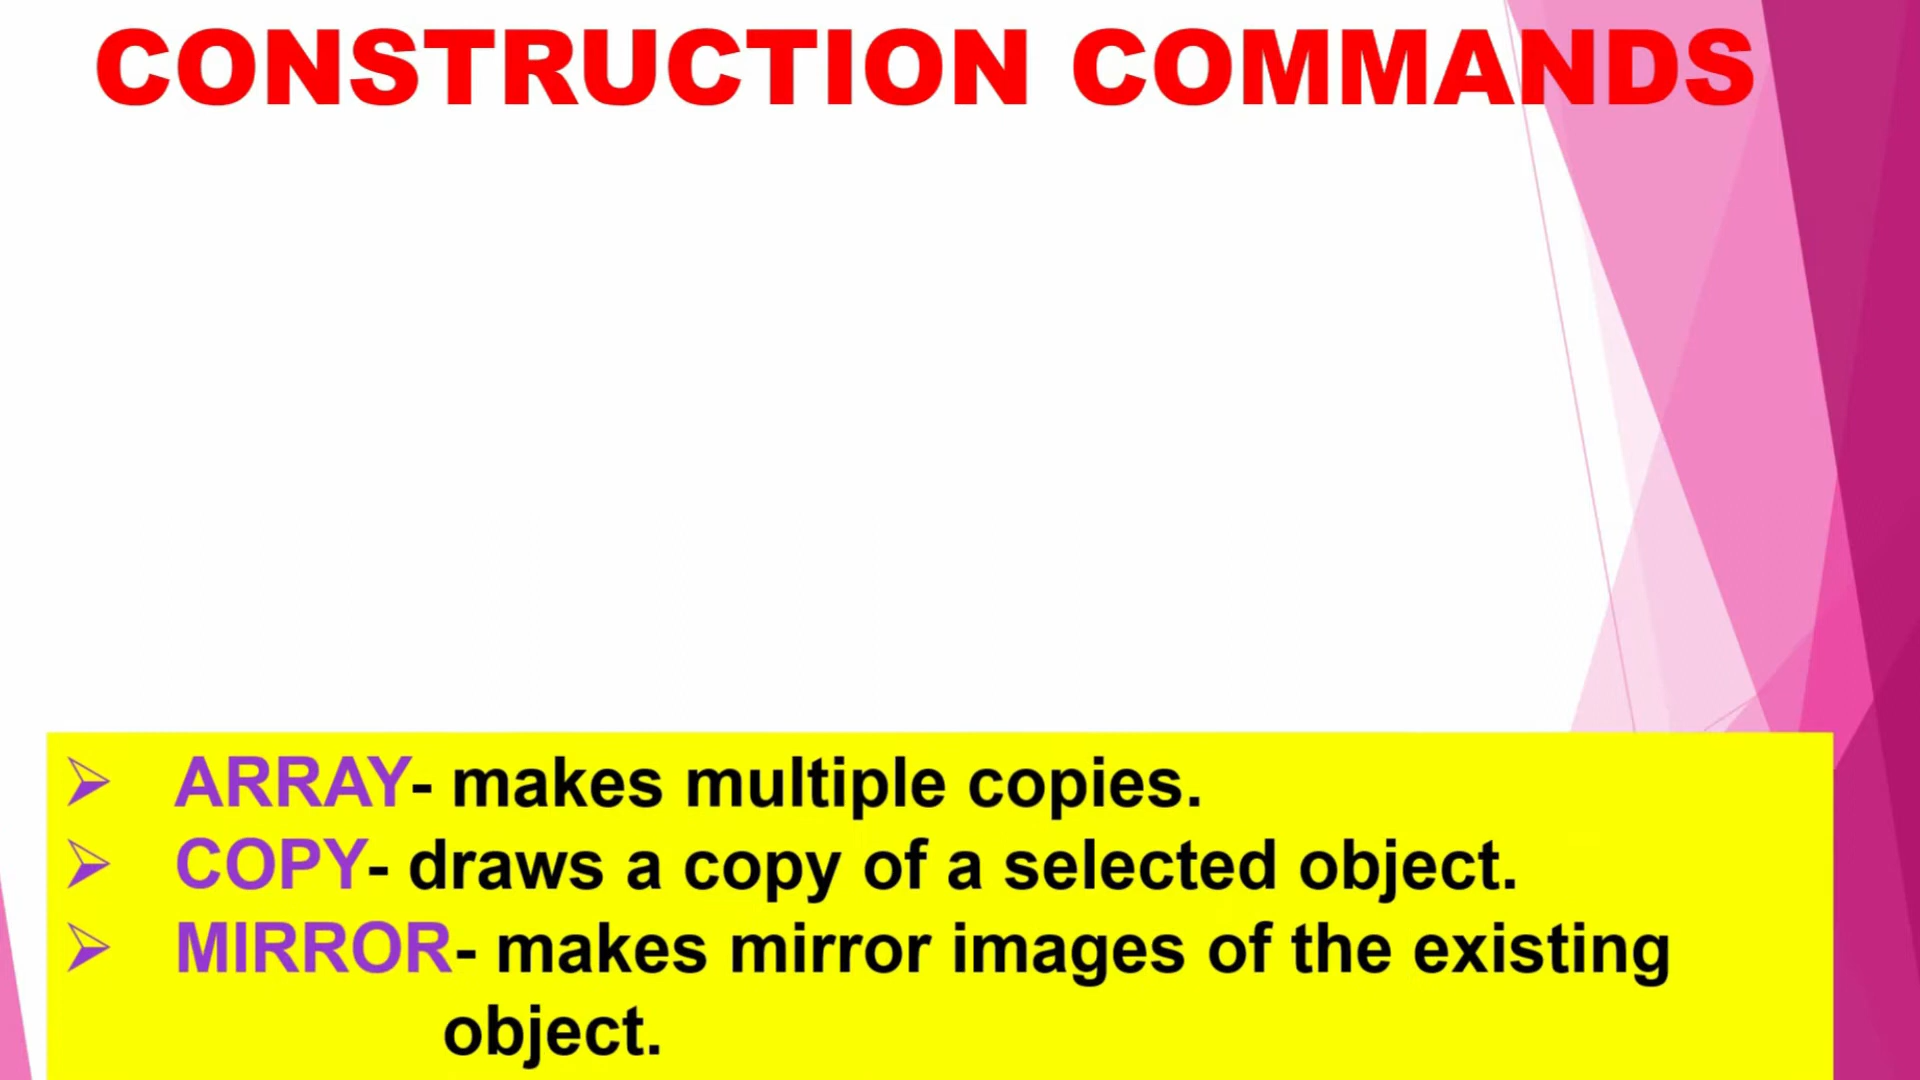 CONSTRUCTION COMMANDS
ARRAY- makes multiple copies.
COPY- draws a copy of a selected object.
MIRROR- makes mirror images of the existing
object.